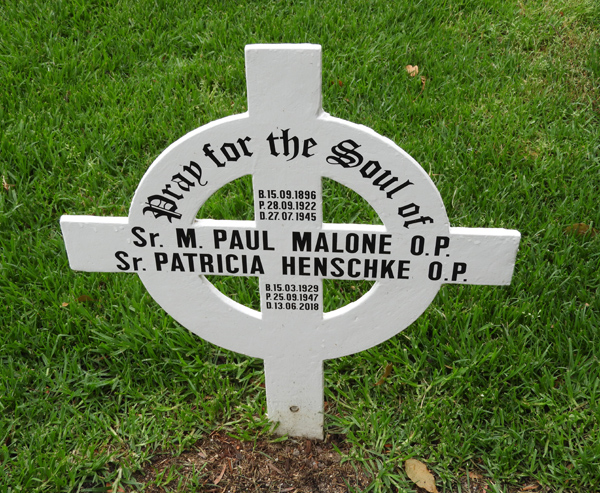 Pray for the Soul of
B.15.09.1896
P.28.09.1922
D.27.07.1945
Sr. M. PAUL MALONE O.P.
Sr. PATRICIA HENSCHKE O.P.
B.15.03.1929
P.25.09.1947
D.13.06.2018